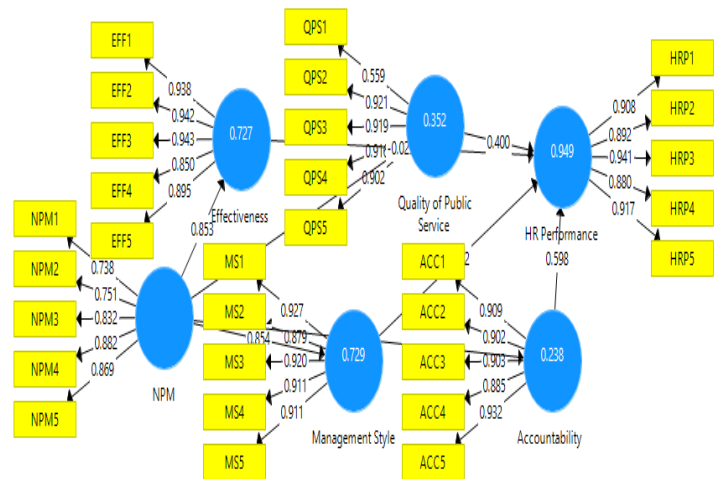 QPS1
EFF1
HRP1
0.938
0.559
QPS2
EFF2
0.908
HRP2
0.942
0.921
0.892
EFF3
0.943
0.727
QPS3
0.919
0.352
0.400
0.949
0.941
HRP3
EFF4
0.850
QPS4
0.880
HRP4
0.895
0.902
0.917
EFF5
QPS5
HRP5
Effectiveness
Quality of Public
Service
HR Performance
NPM1
0.853
0.738
MS1
ACC1
0.598
NPM2
0.751
0.927
0.909
NPM3
0.832
MS2
0.879
ACC2
0.902
0.882
0.854
NPM4
MS3
0.920
0.729
ACC3
0.903
0.238
0.869
0.911
0.885
NPM
MS4
ACC4
NPM5
0.911
0.932
Management Style
Accountability
MS5
ACC5